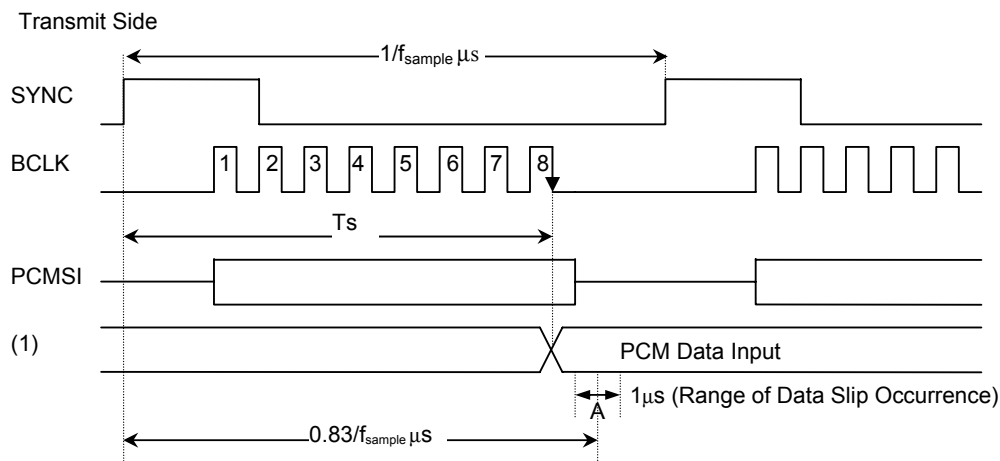 Transmit Side
1/fsample μs
SYNC
BCLK
1 2 3 4 5 6 7 8
Ts
PCMSI
(1)
PCM Data Input
1μs (Range of Data Slip Occurrence)
A
0.83/fsample μs